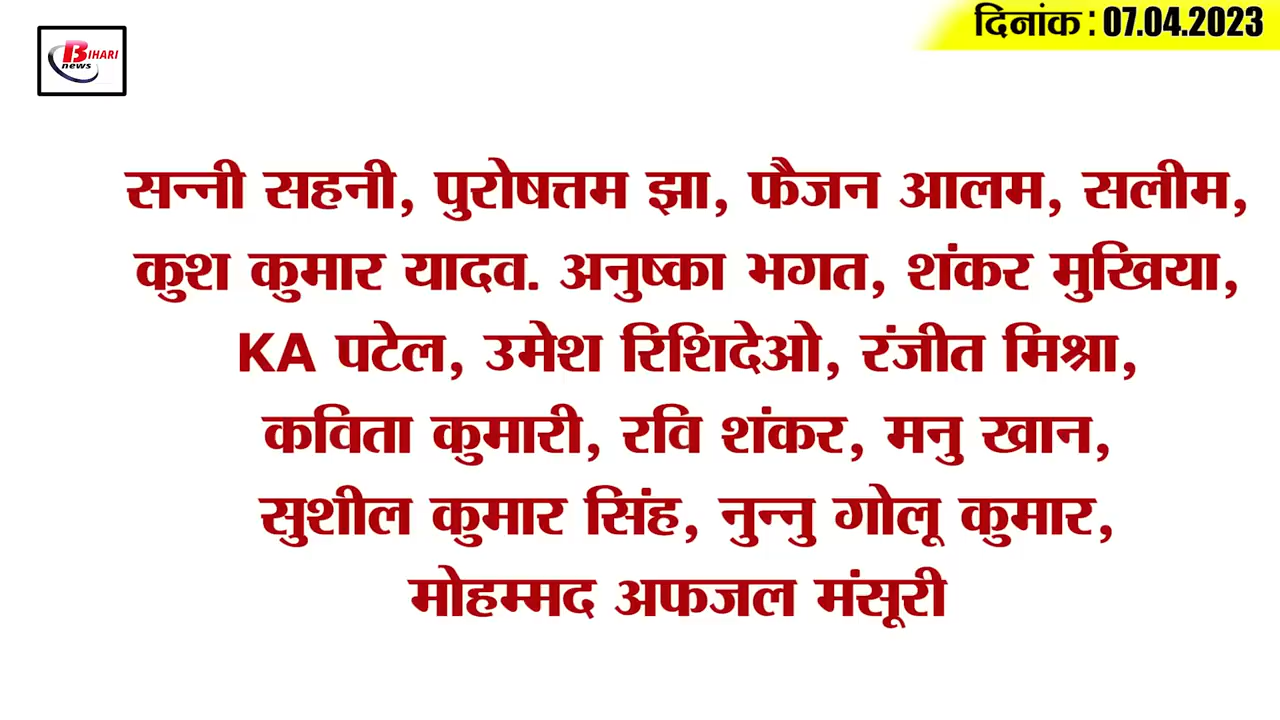 BIHARI
news
दिनांक : 07.04.2023
सन्नी सहनी, पुरोषत्तम झा, फैजन आलम, सलीम,
कुश कुमार यादव. अनुष्का भगत, शंकर मुखिया,
KA पटेल, उमेश रिशिदेओ, रंजीत मिश्रा,
कविता कुमारी, रवि शंकर, मनु खान,
सुशील कुमार सिंह, नुन्नु गोलू कुमार,
मोहम्मद अफजल मंसूरी